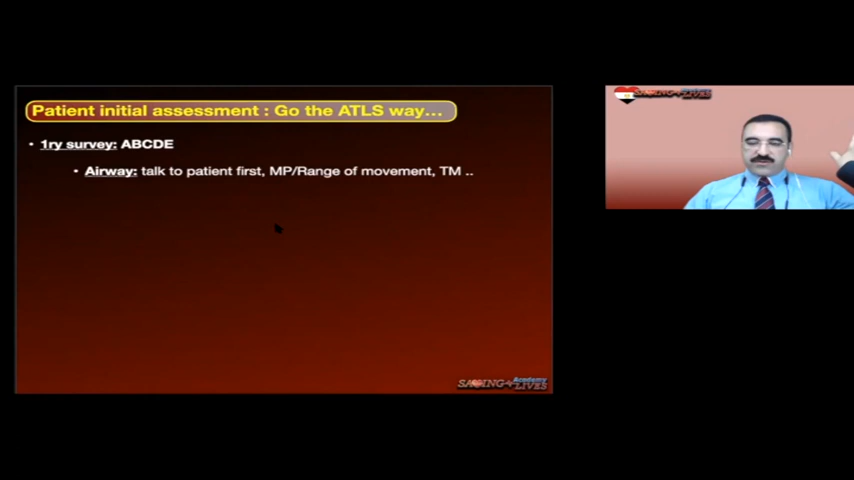 Patient initial assessment : Go the ATLS way...
• 1ry survey: ABCDE
• Airway: talk to patient first, MP/Range of movement, TM ..
SAVING LIVES
Academy